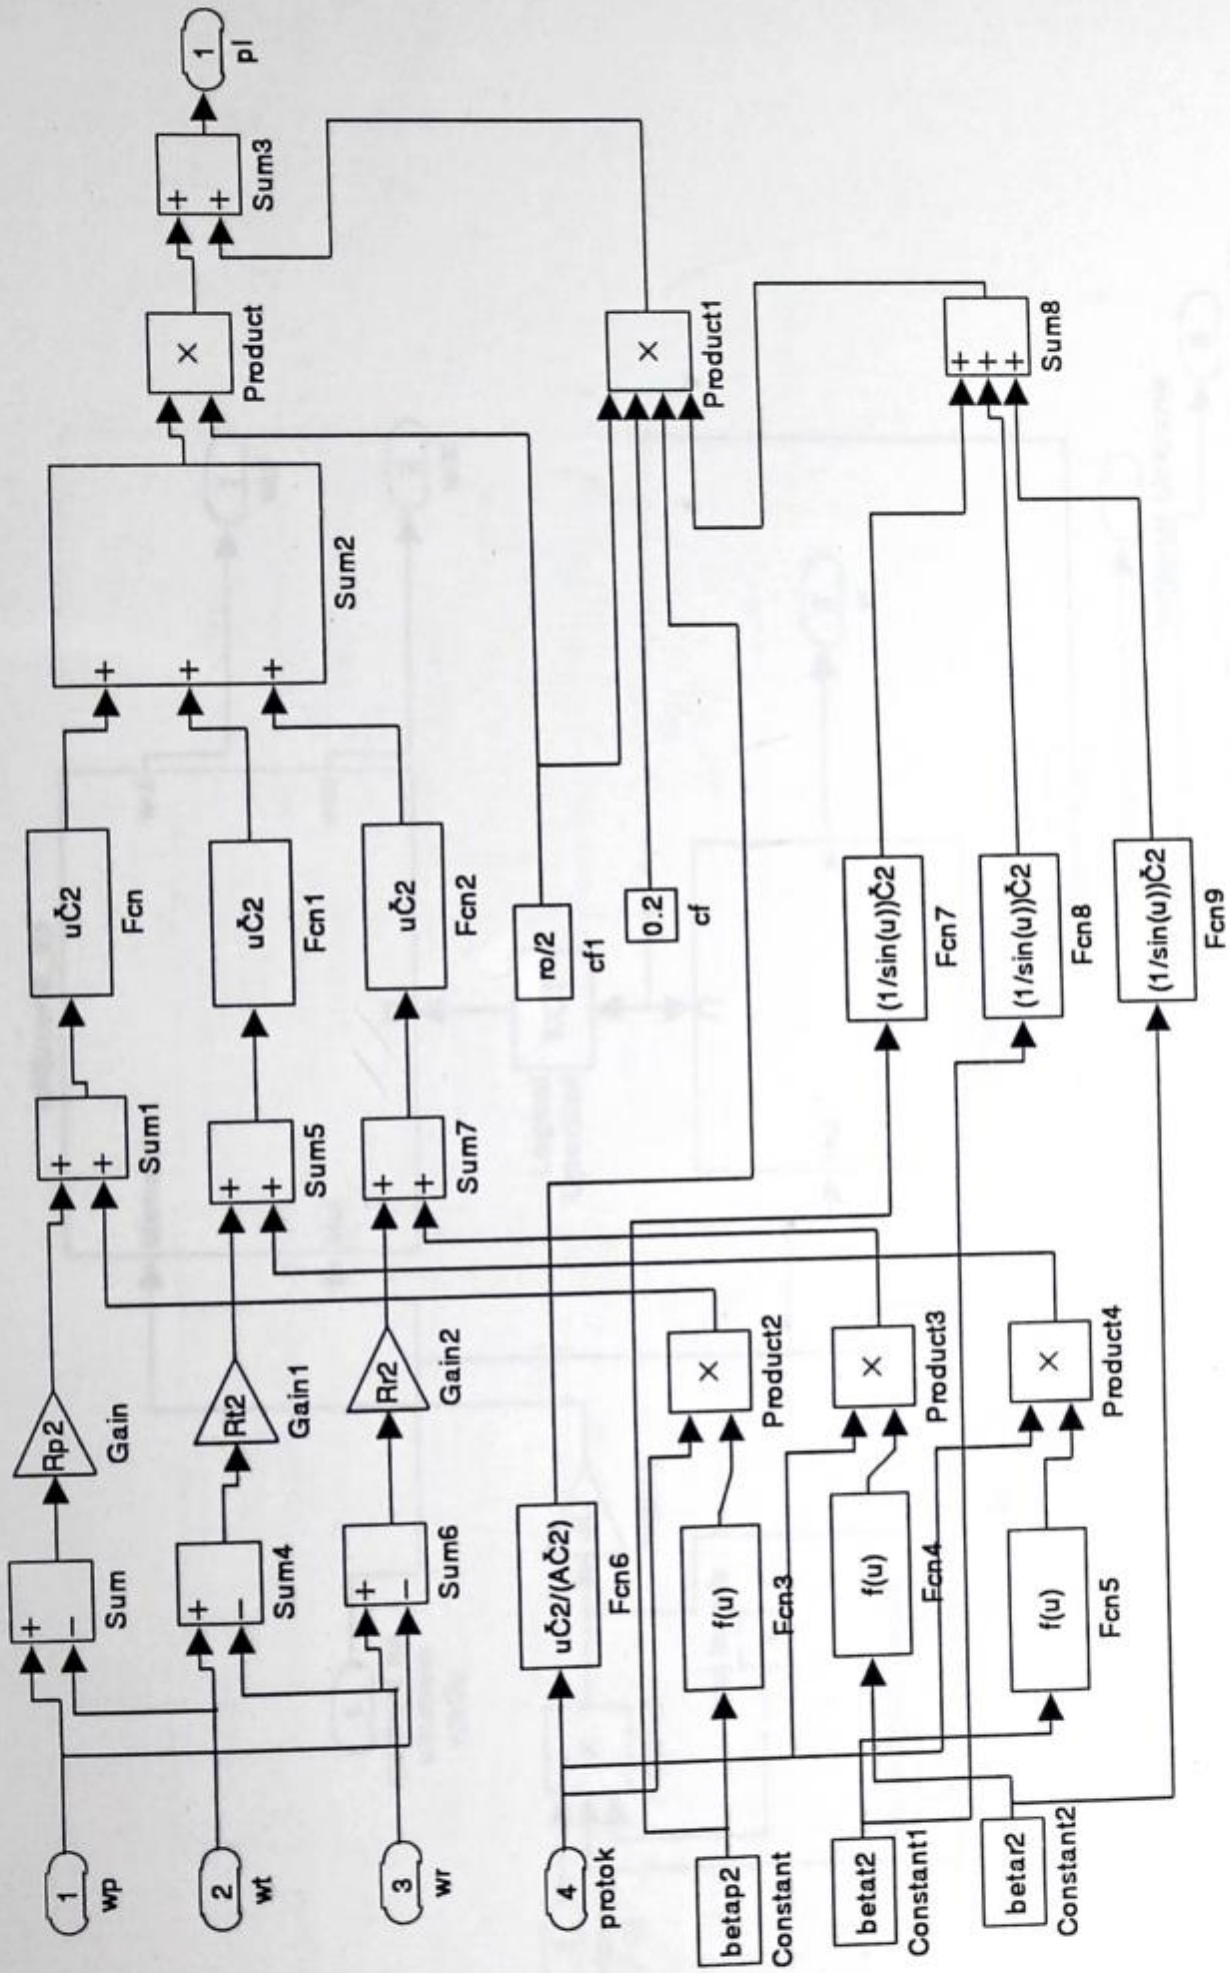 1
wp
2
wt
3
wr
4
protok
betap2
Constant
betat2
Constant1
betar2
Constant2
+
−
Sum
+
−
Sum4
+
−
Sum6
uČ2/(AČ2)
Fcn6
f(u)
Fcn3
f(u)
Fcn4
f(u)
Fcn5
Rp2
Gain
Rt2
Gain1
Rr2
Gain2
×
Product2
×
Product3
×
Product4
+
+
Sum1
+
+
Sum5
+
+
Sum7
uČ2
Fcn
uČ2
Fcn1
uČ2
Fcn2
ro/2
cf1
0.2
cf
(1/sin(u))Č2
Fcn7
(1/sin(u))Č2
Fcn8
(1/sin(u))Č2
Fcn9
+
+
+
Sum2
×
Product
×
Product1
+
+
+
Sum8
+
+
Sum3
1
pl